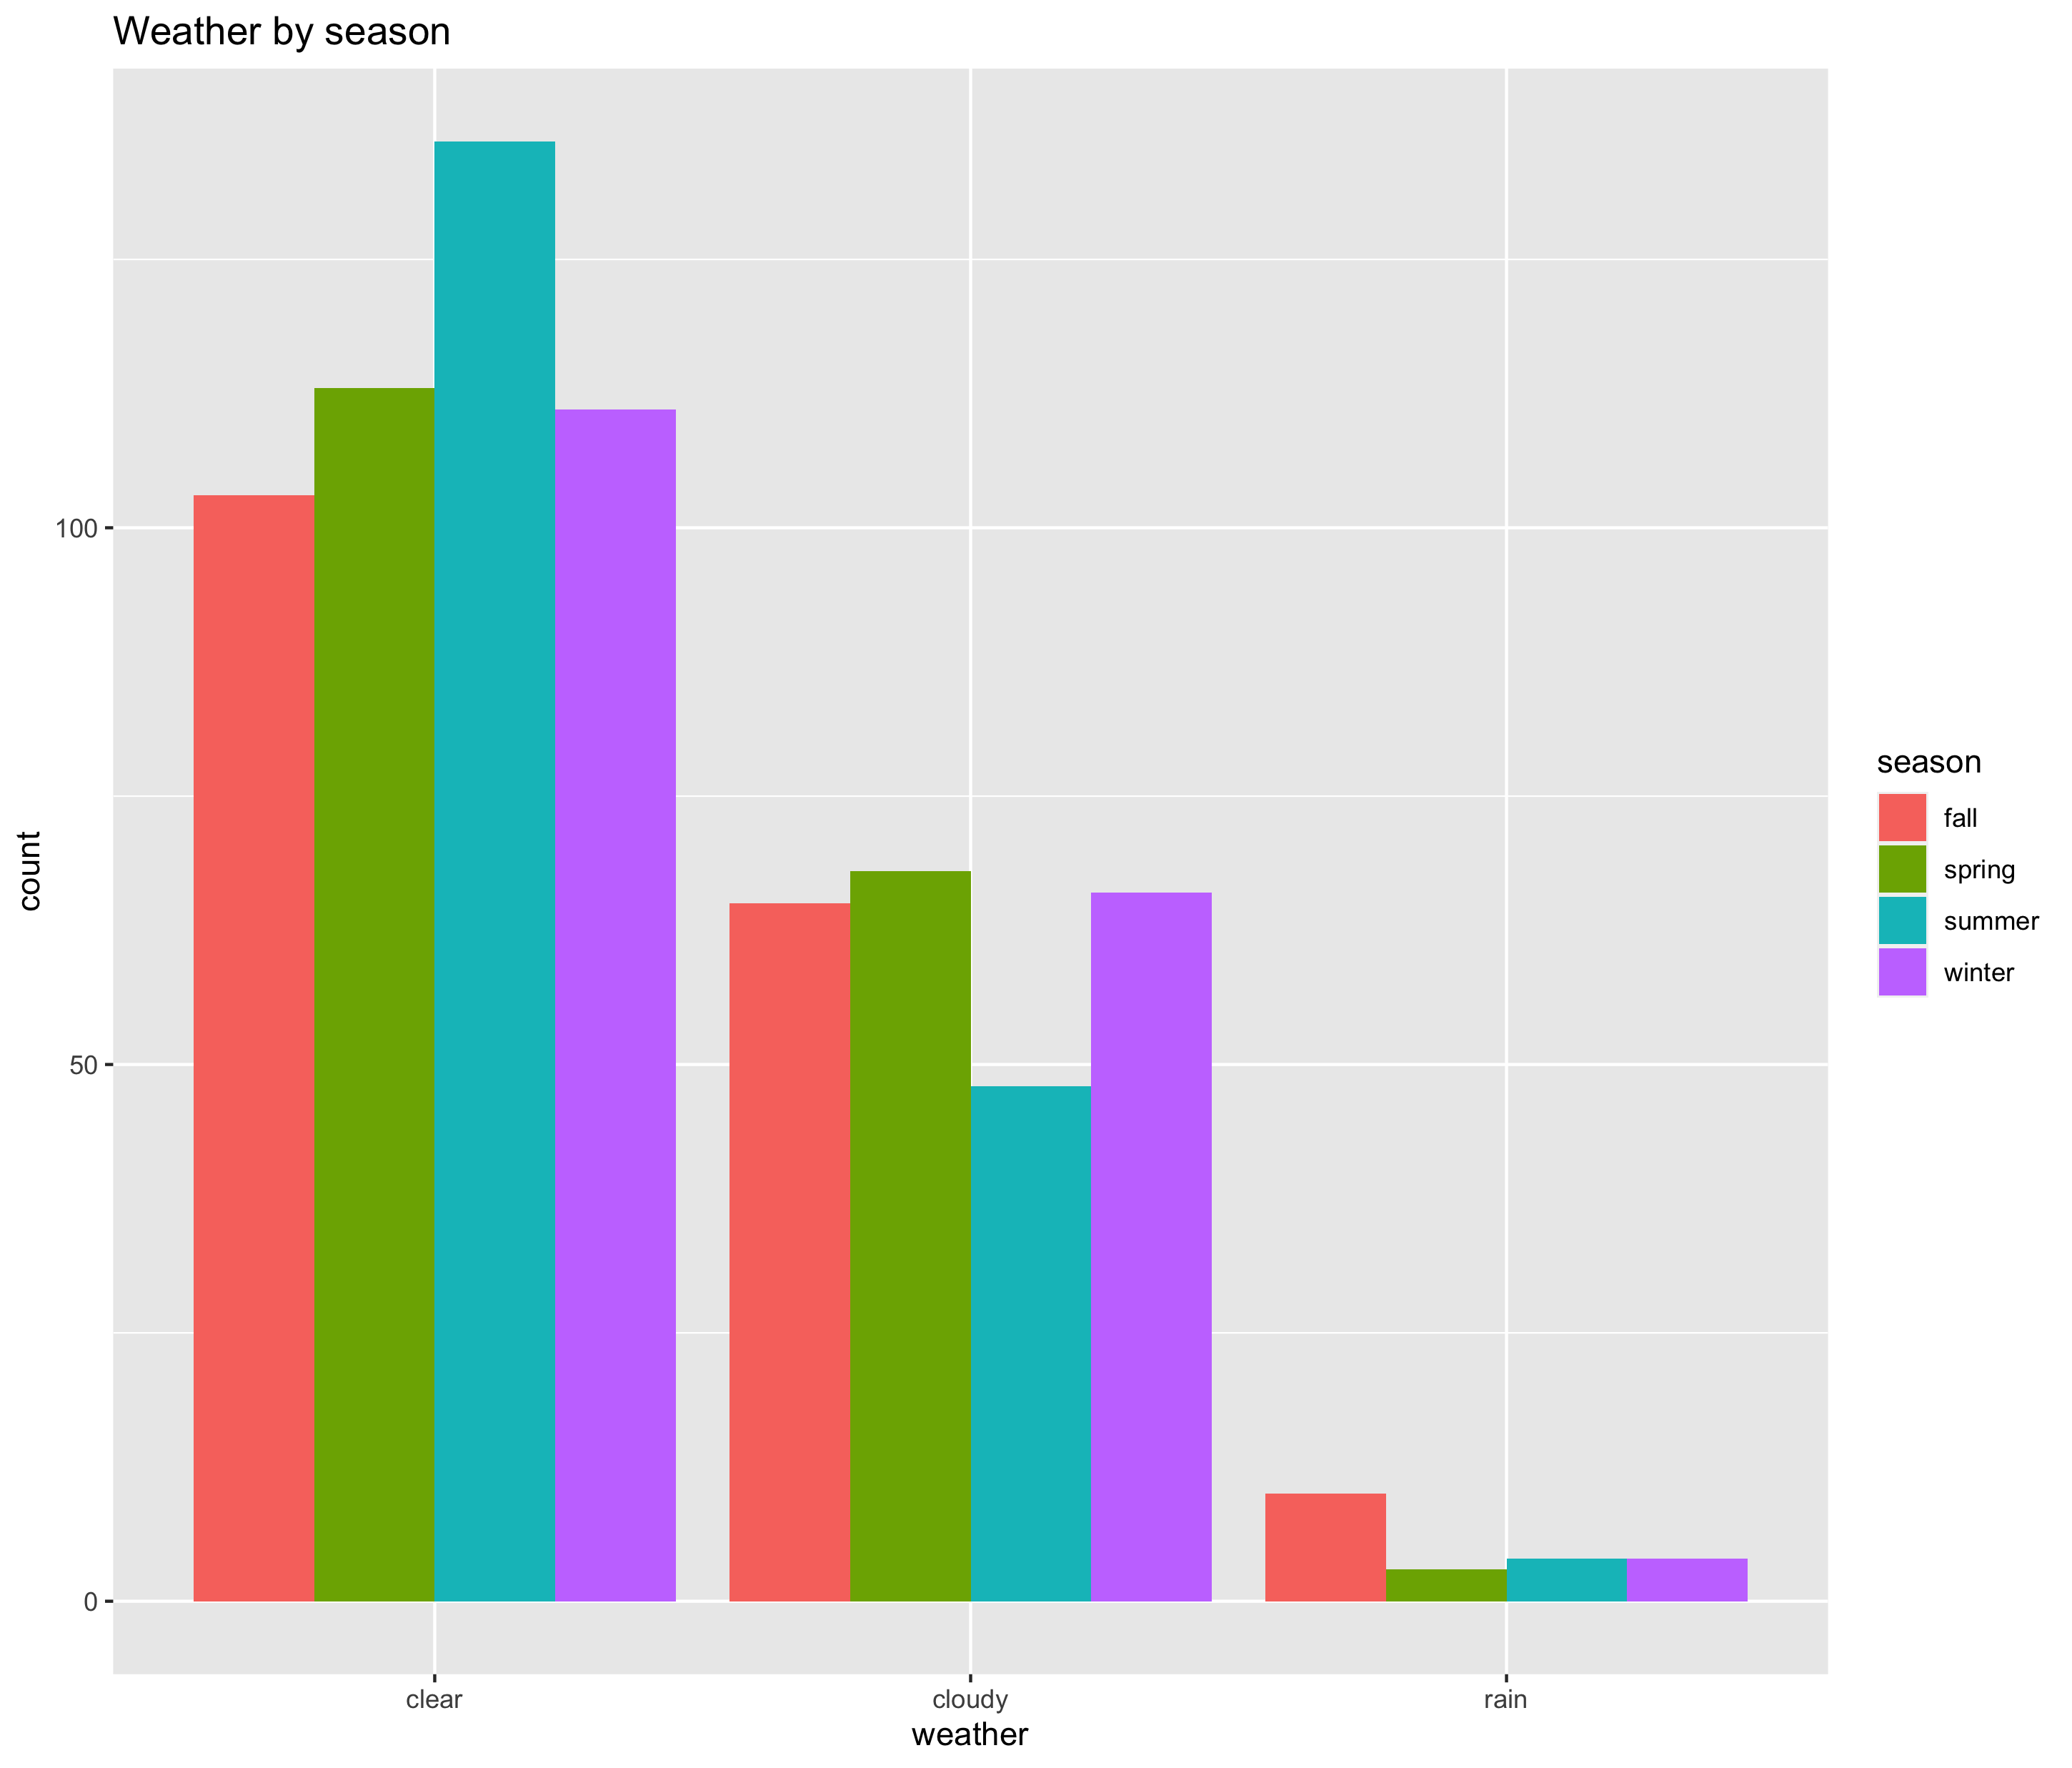 Weather by season
count
100
50
0
clear
cloudy
rain
weather
season
fall
spring
summer
winter